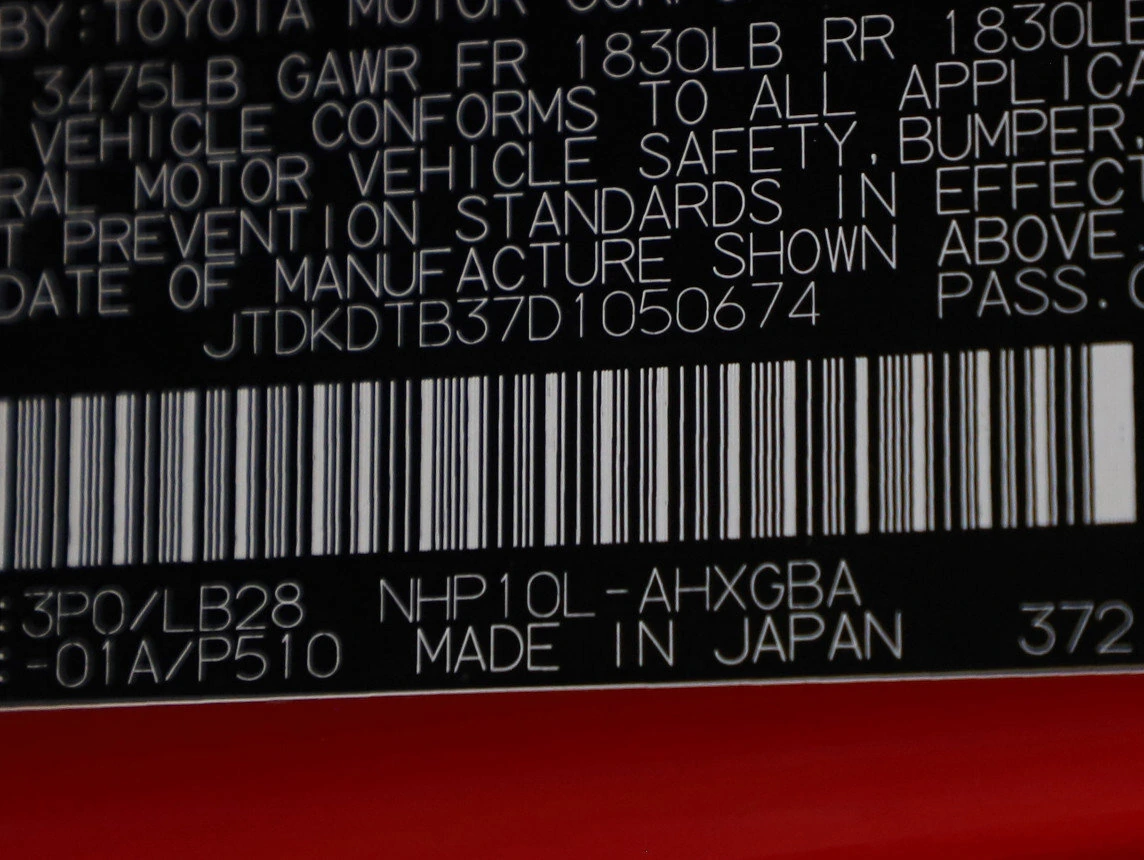 BY:TOYOTA MOTOR
3475LB GAWR FR 1830LB RR 1830LB
VEHICLE CONFORMS TO ALL APPLICA
RAL MOTOR VEHICLE SAFETY, BUMPER,
T PREVENTION STANDARDS IN EFFECT
DATE OF MANUFACTURE SHOWN ABOVE.
JTDKDTB37D1050674 PASS.
:3P0/LB28 NHP10L-AHXGBA
:-01A/P510 MADE IN JAPAN 372